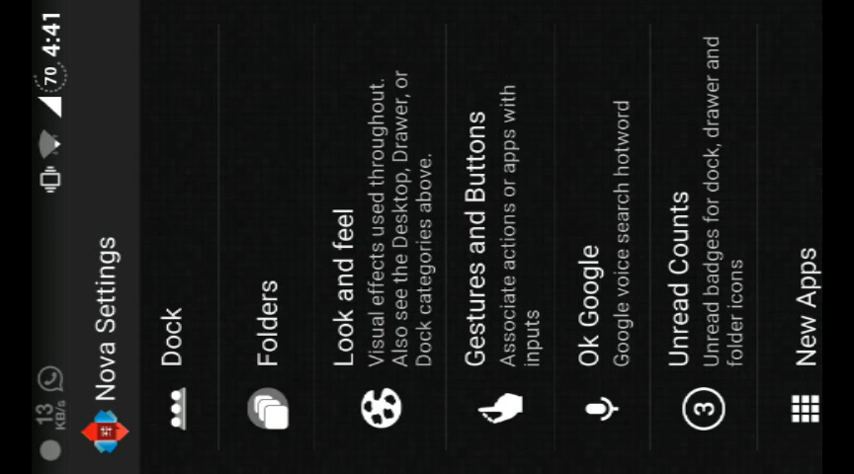 13
KB/s
70
4:41
Nova Settings
Dock
Folders
Look and feel
Visual effects used throughout.
Also see the Desktop, Drawer, or
Dock categories above.
Gestures and Buttons
Associate actions or apps with
inputs
Ok Google
Google voice search hotword
3
Unread Counts
Unread badges for dock, drawer and
folder icons
New Apps